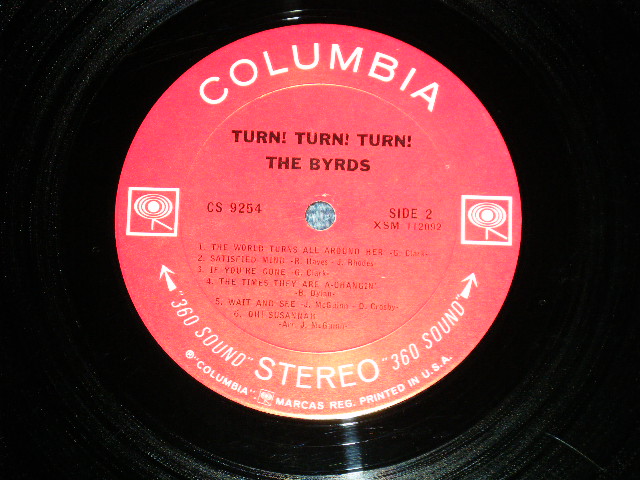 COLUMBIA
TURN! TURN! TURN!
THE BYRDS
CS 9254
SIDE 2
XSM 112092
1. THE WORLD TURNS ALL AROUND HER -G. Clark-
2. SATISFIED MIND -R. Hayes - J. Rhodes-
3. IF YOU'RE GONE -G. Clark-
4. THE TIMES THEY ARE A-CHANGIN'
-B. Dylan-
5. WAIT AND SEE -J. McGuinn - D. Crosby-
6. OH! SUSANNAH
-Arr. J. McGuinn-
"360 SOUND" STEREO "360 SOUND"
® "COLUMBIA" MARCAS REG. PRINTED IN U.S.A.